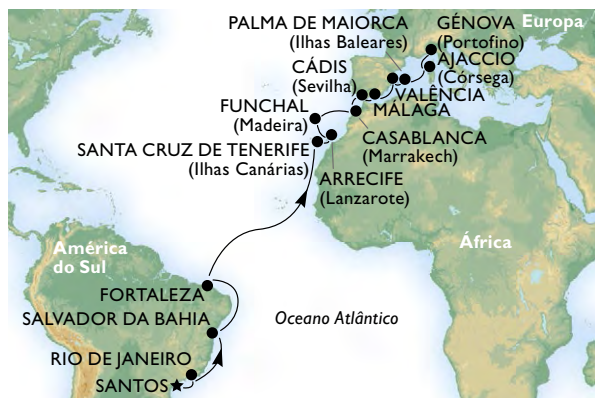 PALMA DE MAIORCA
(Ilhas Baleares)
GÉNOVA
(Portofino)
Europa
AJACCIO
(Córsega)
CÁDIS
(Sevilha)
VALÊNCIA
MÁLAGA
FUNCHAL
(Madeira)
CASABLANCA
(Marrakech)
SANTA CRUZ DE TENERIFE
(Ilhas Canárias)
ARRECIFE
(Lanzarote)
América
do Sul
África
FORTALEZA
SALVADOR DA BAHIA
Oceano Atlântico
RIO DE JANEIRO
SANTOS